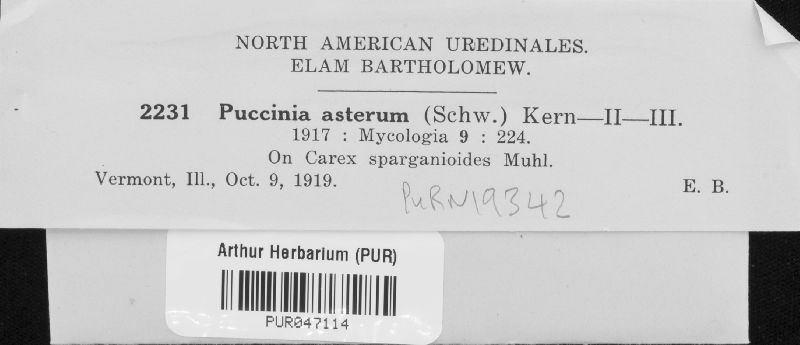 NORTH AMERICAN UREDINALES.
ELAM BARTHOLOMEW.
2231 Puccinia asterum (Schw.) Kern—II—III.
1917 : Mycologia 9 : 224.
On Carex sparganioides Muhl.
Vermont, Ill., Oct. 9, 1919. E. B.
PURN19342
Arthur Herbarium (PUR)
PUR047114